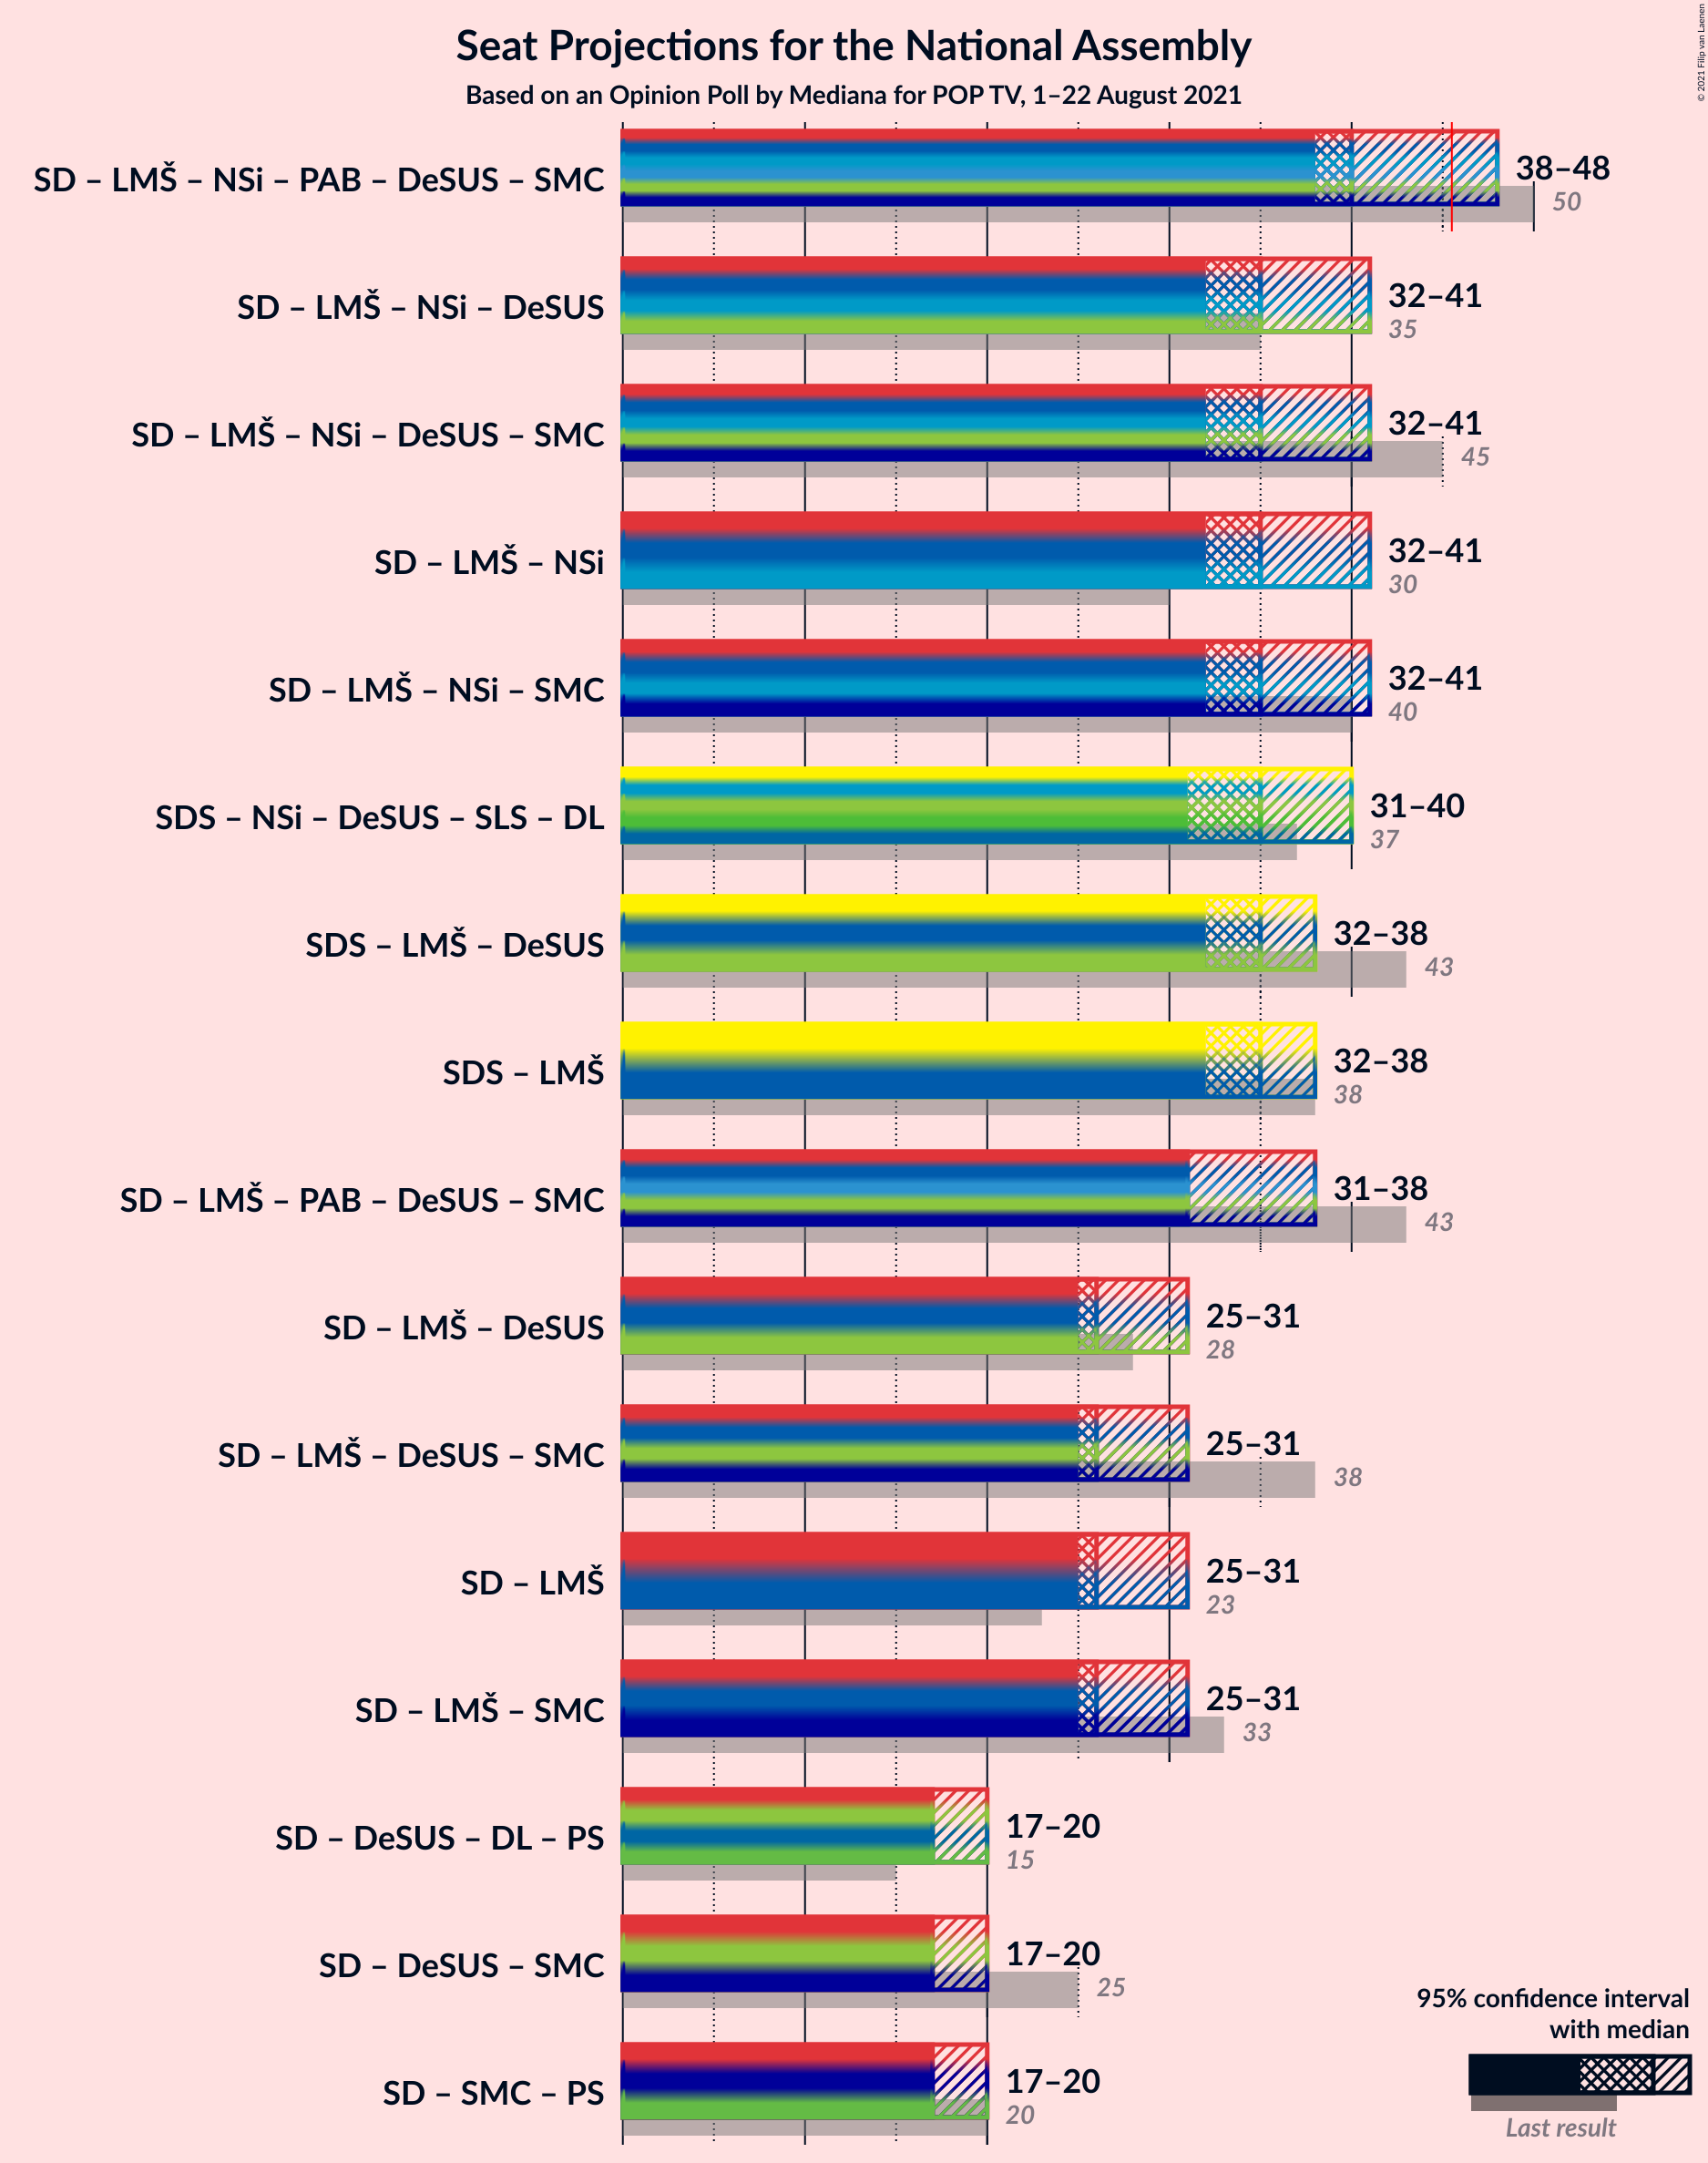 Seat Projections for the National Assembly
Based on an Opinion Poll by Mediana for POP TV, 1–22 August 2021
© 2021 Filip van Laenen
SD – LMŠ – NSi – PAB – DeSUS – SMC
38–48
50
SD – LMŠ – NSi – DeSUS
32–41
35
SD – LMŠ – NSi – DeSUS – SMC
32–41
45
SD – LMŠ – NSi
32–41
30
SD – LMŠ – NSi – SMC
32–41
40
SDS – NSi – DeSUS – SLS – DL
31–40
37
SDS – LMŠ – DeSUS
32–38
43
SDS – LMŠ
32–38
38
SD – LMŠ – PAB – DeSUS – SMC
31–38
43
SD – LMŠ – DeSUS
25–31
28
SD – LMŠ – DeSUS – SMC
25–31
38
SD – LMŠ
25–31
23
SD – LMŠ – SMC
25–31
33
SD – DeSUS – DL – PS
17–20
15
SD – DeSUS – SMC
17–20
25
SD – SMC – PS
17–20
20
95% confidence interval
with median
Last result